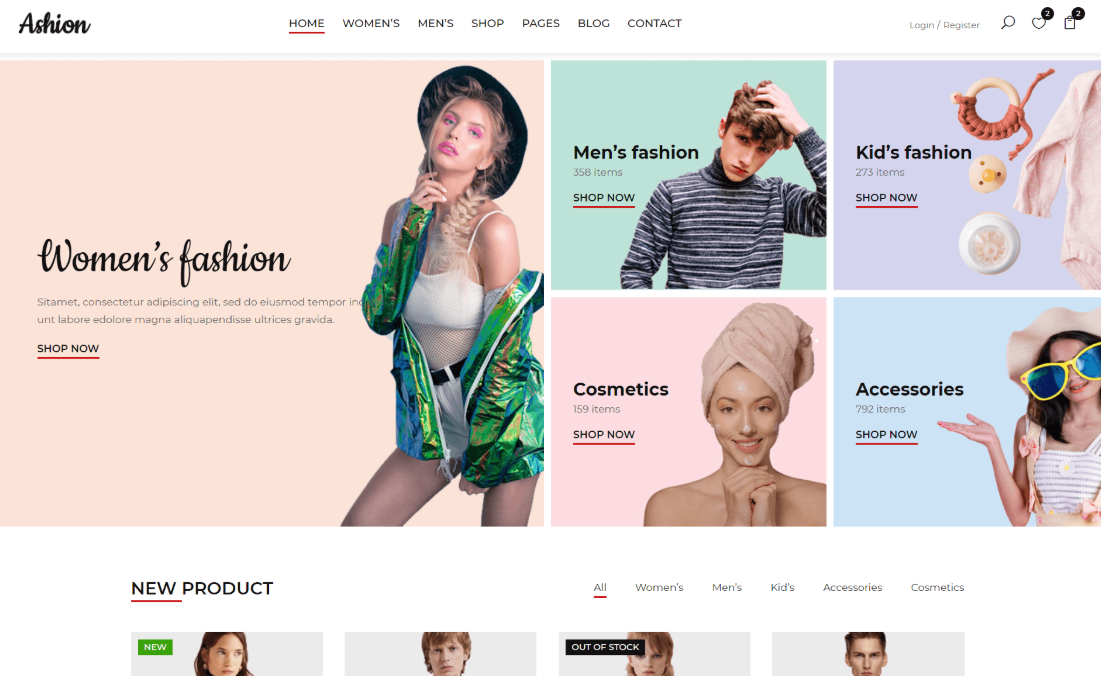 Ashion
HOME WOMEN'S MEN'S SHOP PAGES BLOG CONTACT
Login / Register
2
2
Women's fashion
Sitamet, consectetur adipiscing elit, sed do eiusmod tempor
unt labore edolore magna aliquapendisse ultrices gravida.
SHOP NOW
Men's fashion
358 items
SHOP NOW
Kid's fashion
273 items
SHOP NOW
Cosmetics
159 items
SHOP NOW
Accessories
792 items
SHOP NOW
NEW PRODUCT
All Women's Men's Kid's Accessories Cosmetics
NEW
OUT OF STOCK